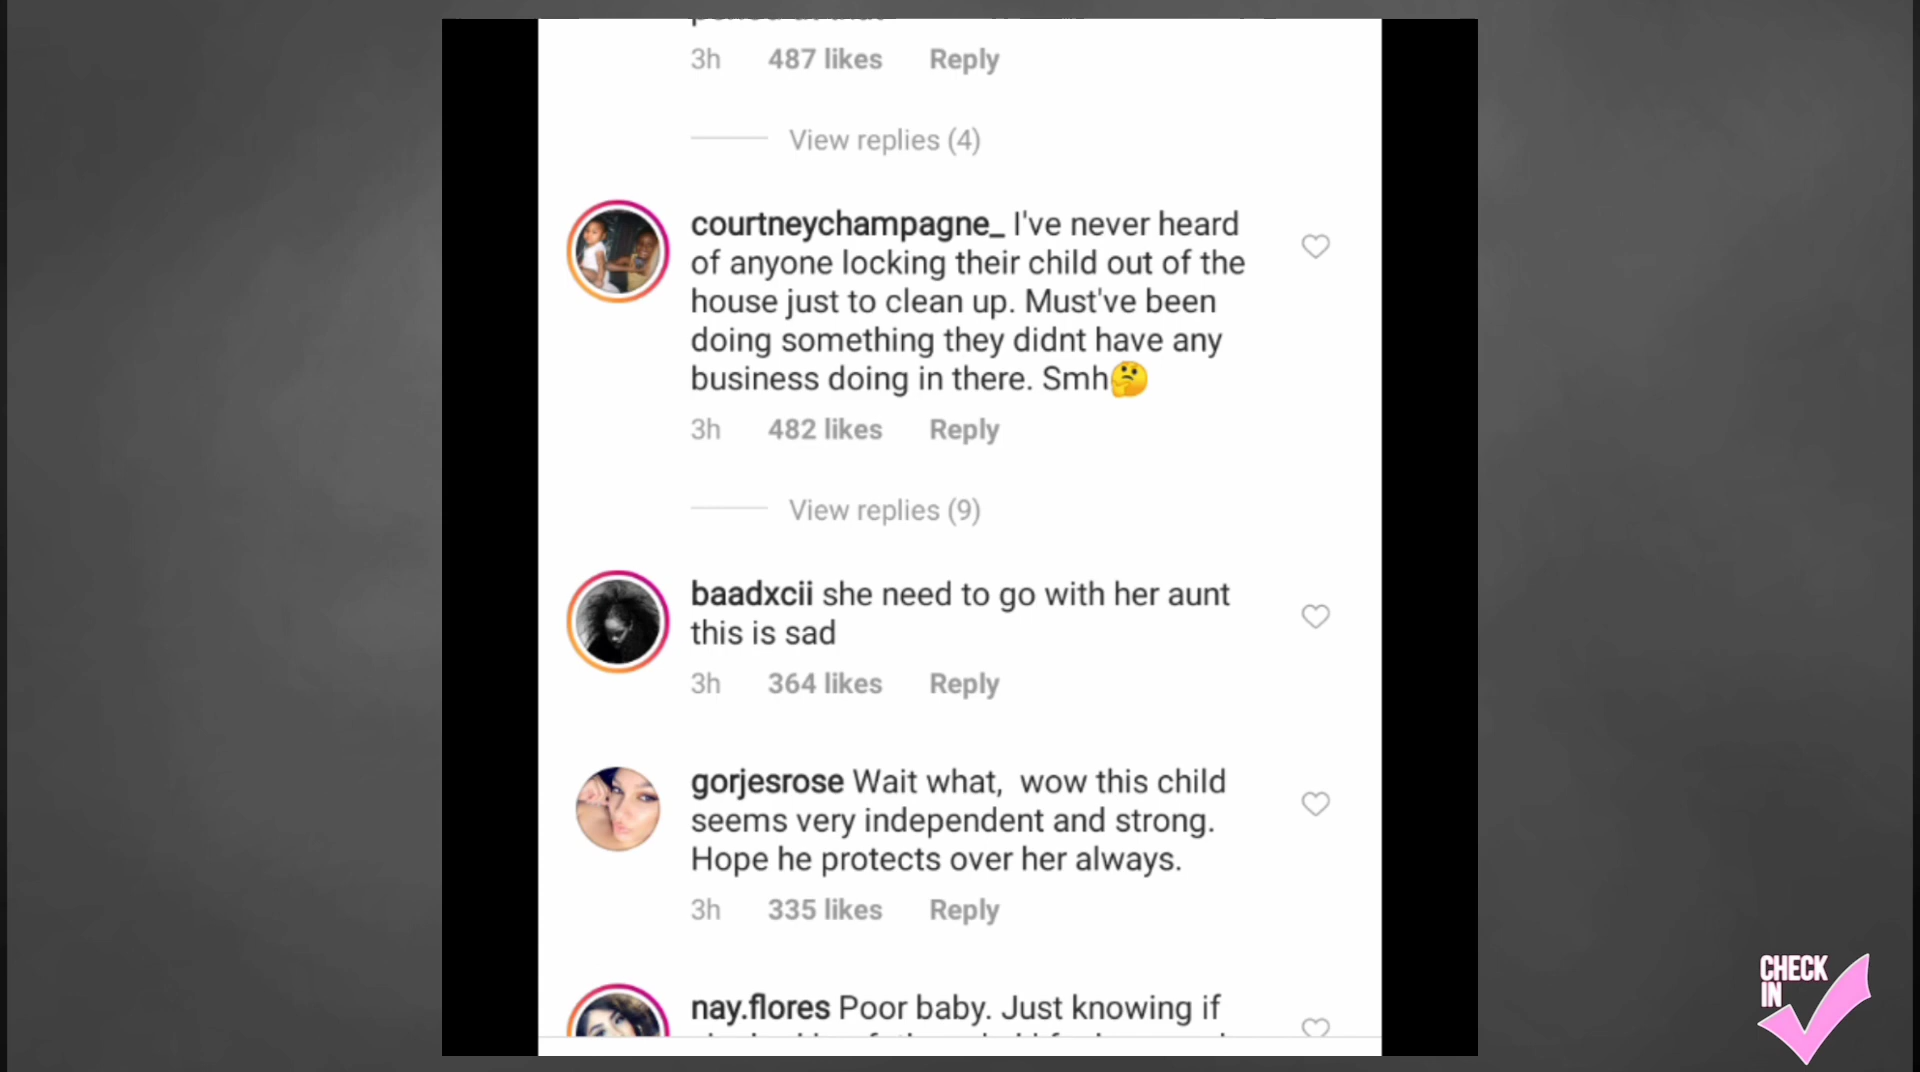 3h 487 likes Reply
View replies (4)
courtneychampagne_ I've never heard
of anyone locking their child out of the
house just to clean up. Must've been
doing something they didnt have any
business doing in there. Smh🤔
3h 482 likes Reply
View replies (9)
baadxcii she need to go with her aunt
this is sad
3h 364 likes Reply
gorjesrose Wait what, wow this child
seems very independent and strong.
Hope he protects over her always.
3h 335 likes Reply
nay.flores Poor baby. Just knowing if
CHECK
IN